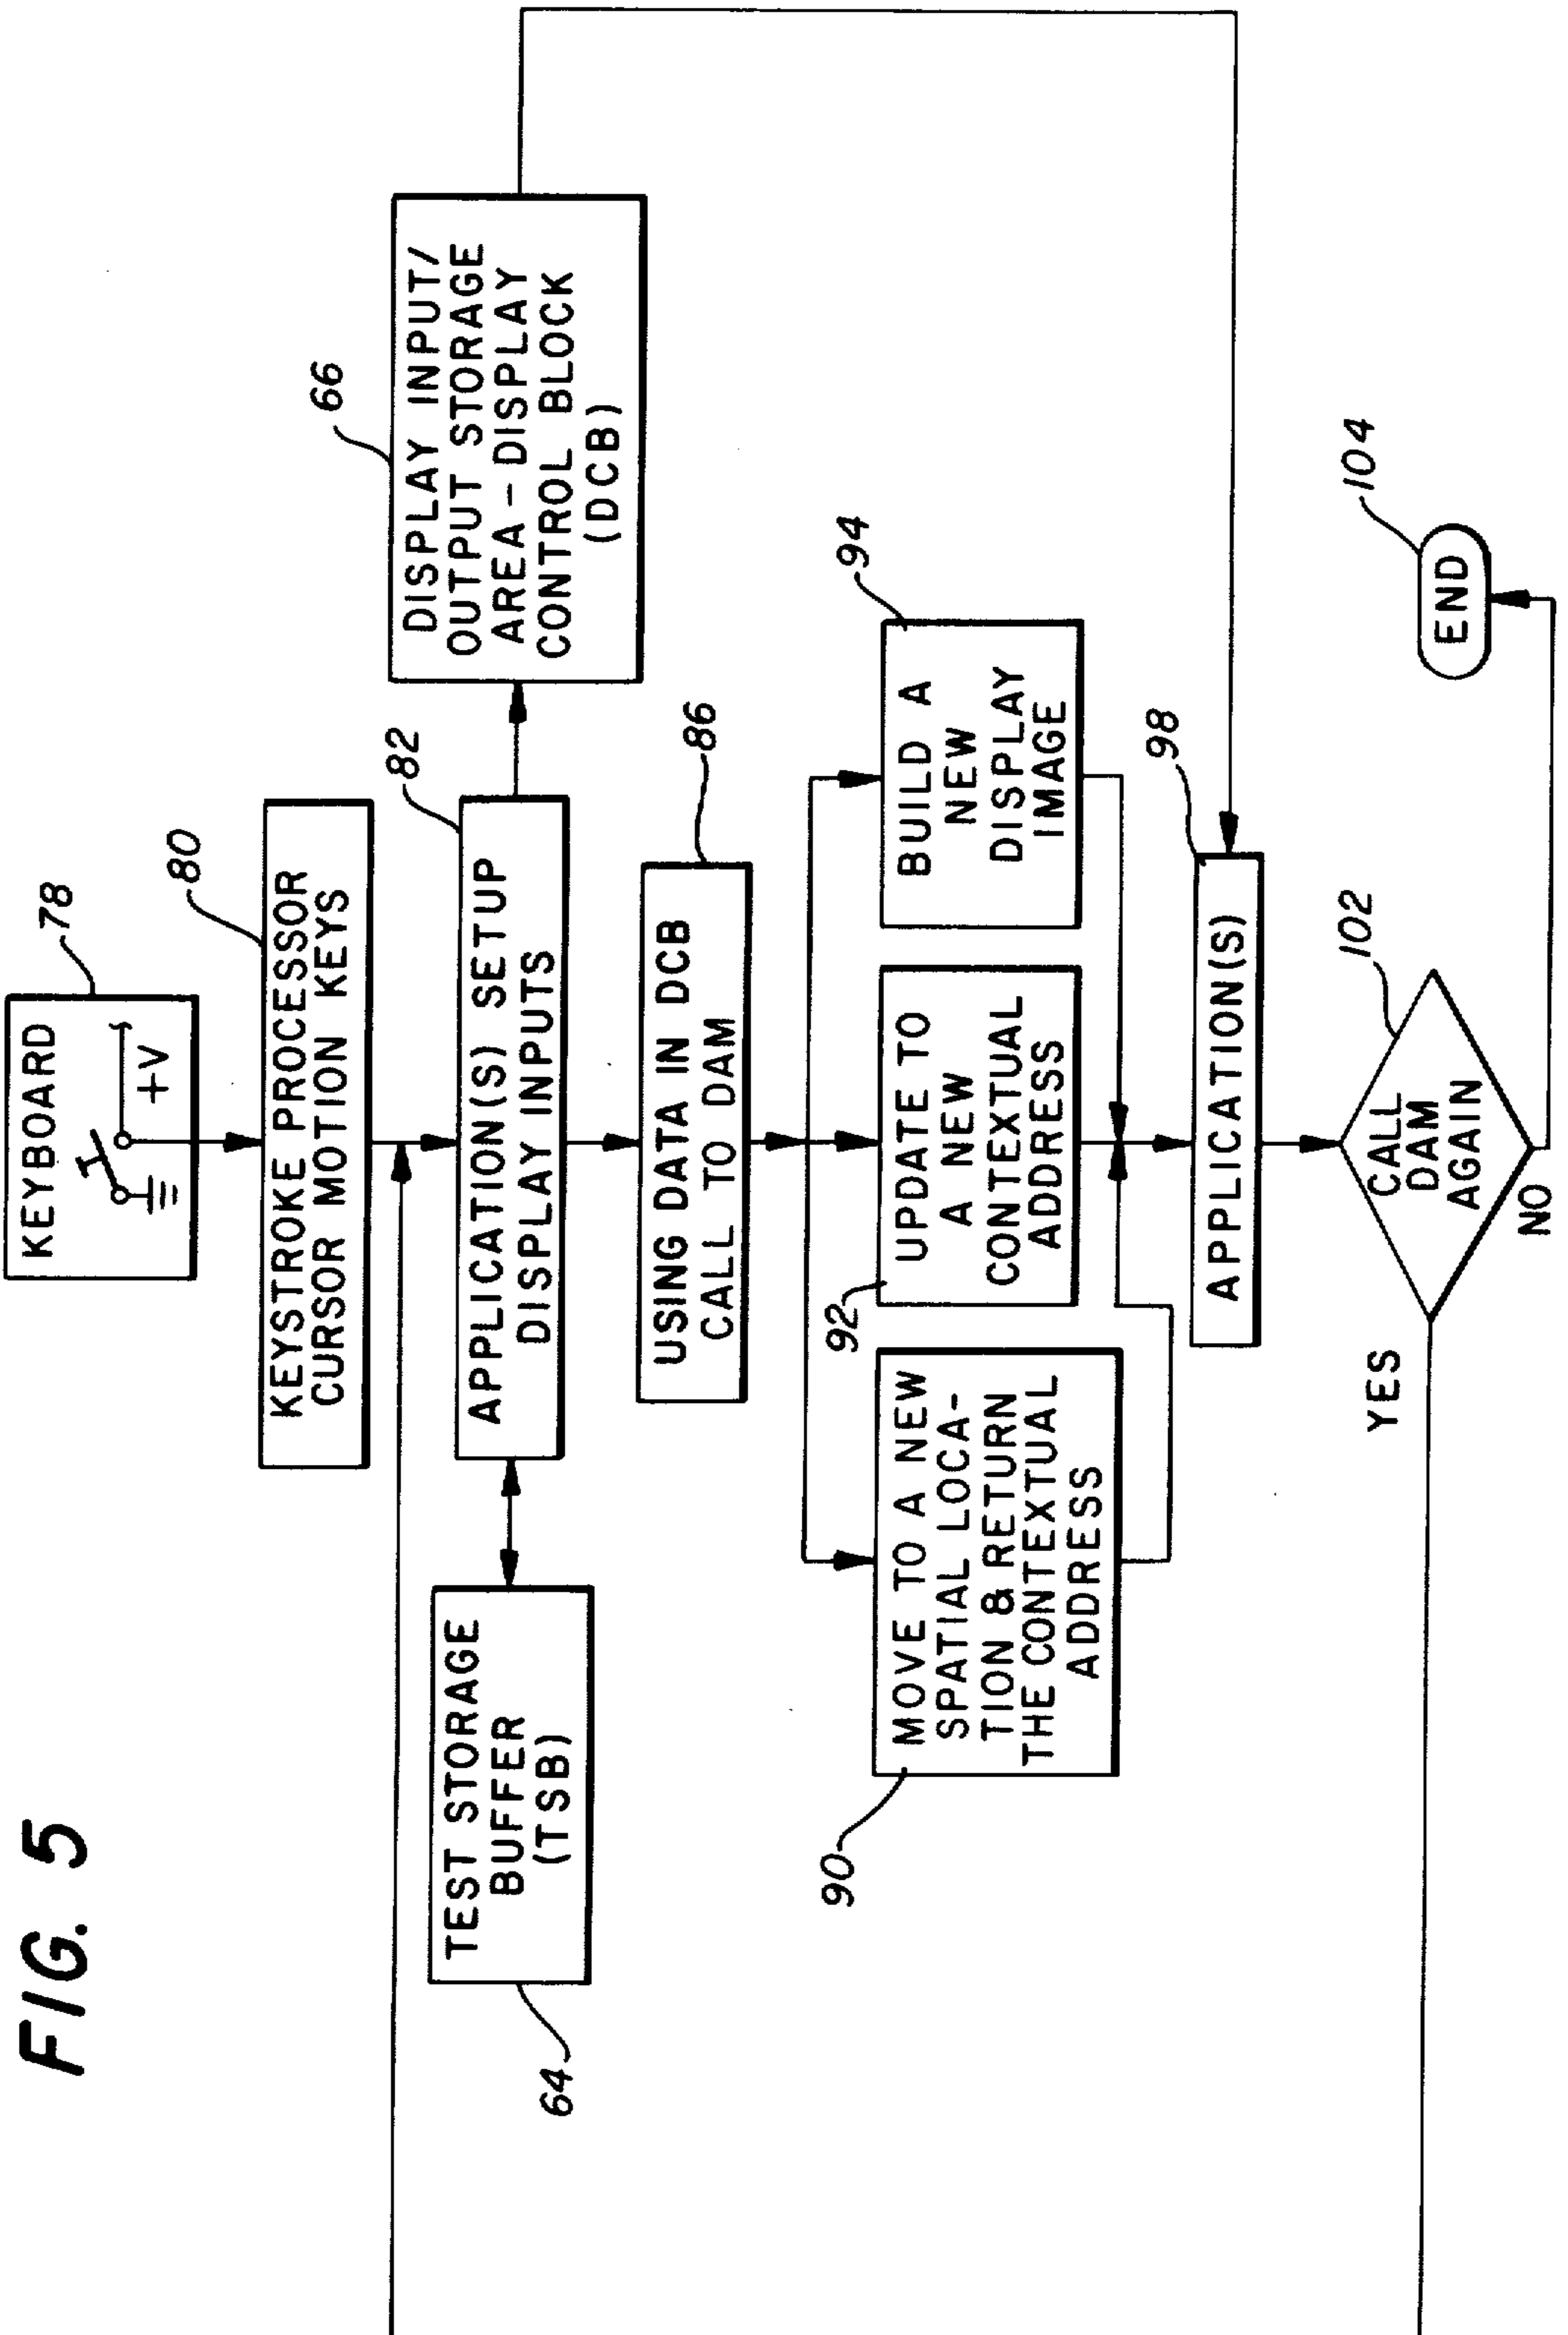 FIG. 5
KEYBOARD
+V
78
KEYSTROKE PROCESSOR
CURSOR MOTION KEYS
80
APPLICATION(S) SETUP
DISPLAY INPUTS
82
TEST STORAGE
BUFFER
(TSB)
64
DISPLAY INPUT/
OUTPUT STORAGE
AREA-DISPLAY
CONTROL BLOCK
(DCB)
66
USING DATA IN DCB
CALL TO DAM
86
MOVE TO A NEW
SPATIAL LOCA-
TION & RETURN
THE CONTEXTUAL
ADDRESS
90
UPDATE TO
A NEW
CONTEXTUAL
ADDRESS
92
BUILD A
NEW
DISPLAY
IMAGE
94
APPLICATION(S)
98
CALL
DAM
AGAIN
102
YES
NO
END
104